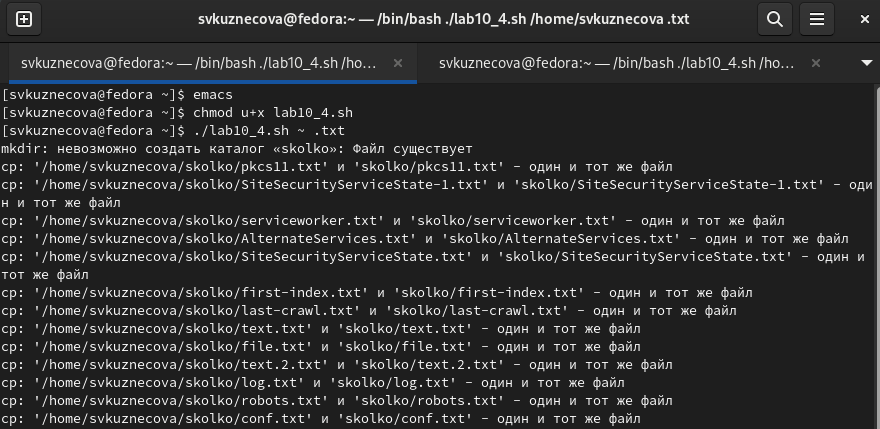 svkuznecova@fedora:~ — /bin/bash ./lab10_4.sh /home/svkuznecova .txt
svkuznecova@fedora:~ — /bin/bash ./lab10_4.sh /ho…
svkuznecova@fedora:~ — /bin/bash ./lab10_4.sh /ho…
[svkuznecova@fedora ~]$ emacs
[svkuznecova@fedora ~]$ chmod u+x lab10_4.sh
[svkuznecova@fedora ~]$ ./lab10_4.sh ~ .txt
mkdir: невозможно создать каталог «skolko»: Файл существует
cp: '/home/svkuznecova/skolko/pkcs11.txt' и 'skolko/pkcs11.txt' - один и тот же файл
cp: '/home/svkuznecova/skolko/SiteSecurityServiceState-1.txt' и 'skolko/SiteSecurityServiceState-1.txt' - оди
н и тот же файл
cp: '/home/svkuznecova/skolko/serviceworker.txt' и 'skolko/serviceworker.txt' - один и тот же файл
cp: '/home/svkuznecova/skolko/AlternateServices.txt' и 'skolko/AlternateServices.txt' - один и тот же файл
cp: '/home/svkuznecova/skolko/SiteSecurityServiceState.txt' и 'skolko/SiteSecurityServiceState.txt' - один и
тот же файл
cp: '/home/svkuznecova/skolko/first-index.txt' и 'skolko/first-index.txt' - один и тот же файл
cp: '/home/svkuznecova/skolko/last-crawl.txt' и 'skolko/last-crawl.txt' - один и тот же файл
cp: '/home/svkuznecova/skolko/text.txt' и 'skolko/text.txt' - один и тот же файл
cp: '/home/svkuznecova/skolko/file.txt' и 'skolko/file.txt' - один и тот же файл
cp: '/home/svkuznecova/skolko/text.2.txt' и 'skolko/text.2.txt' - один и тот же файл
cp: '/home/svkuznecova/skolko/log.txt' и 'skolko/log.txt' - один и тот же файл
cp: '/home/svkuznecova/skolko/robots.txt' и 'skolko/robots.txt' - один и тот же файл
cp: '/home/svkuznecova/skolko/conf.txt' и 'skolko/conf.txt' - один и тот же файл